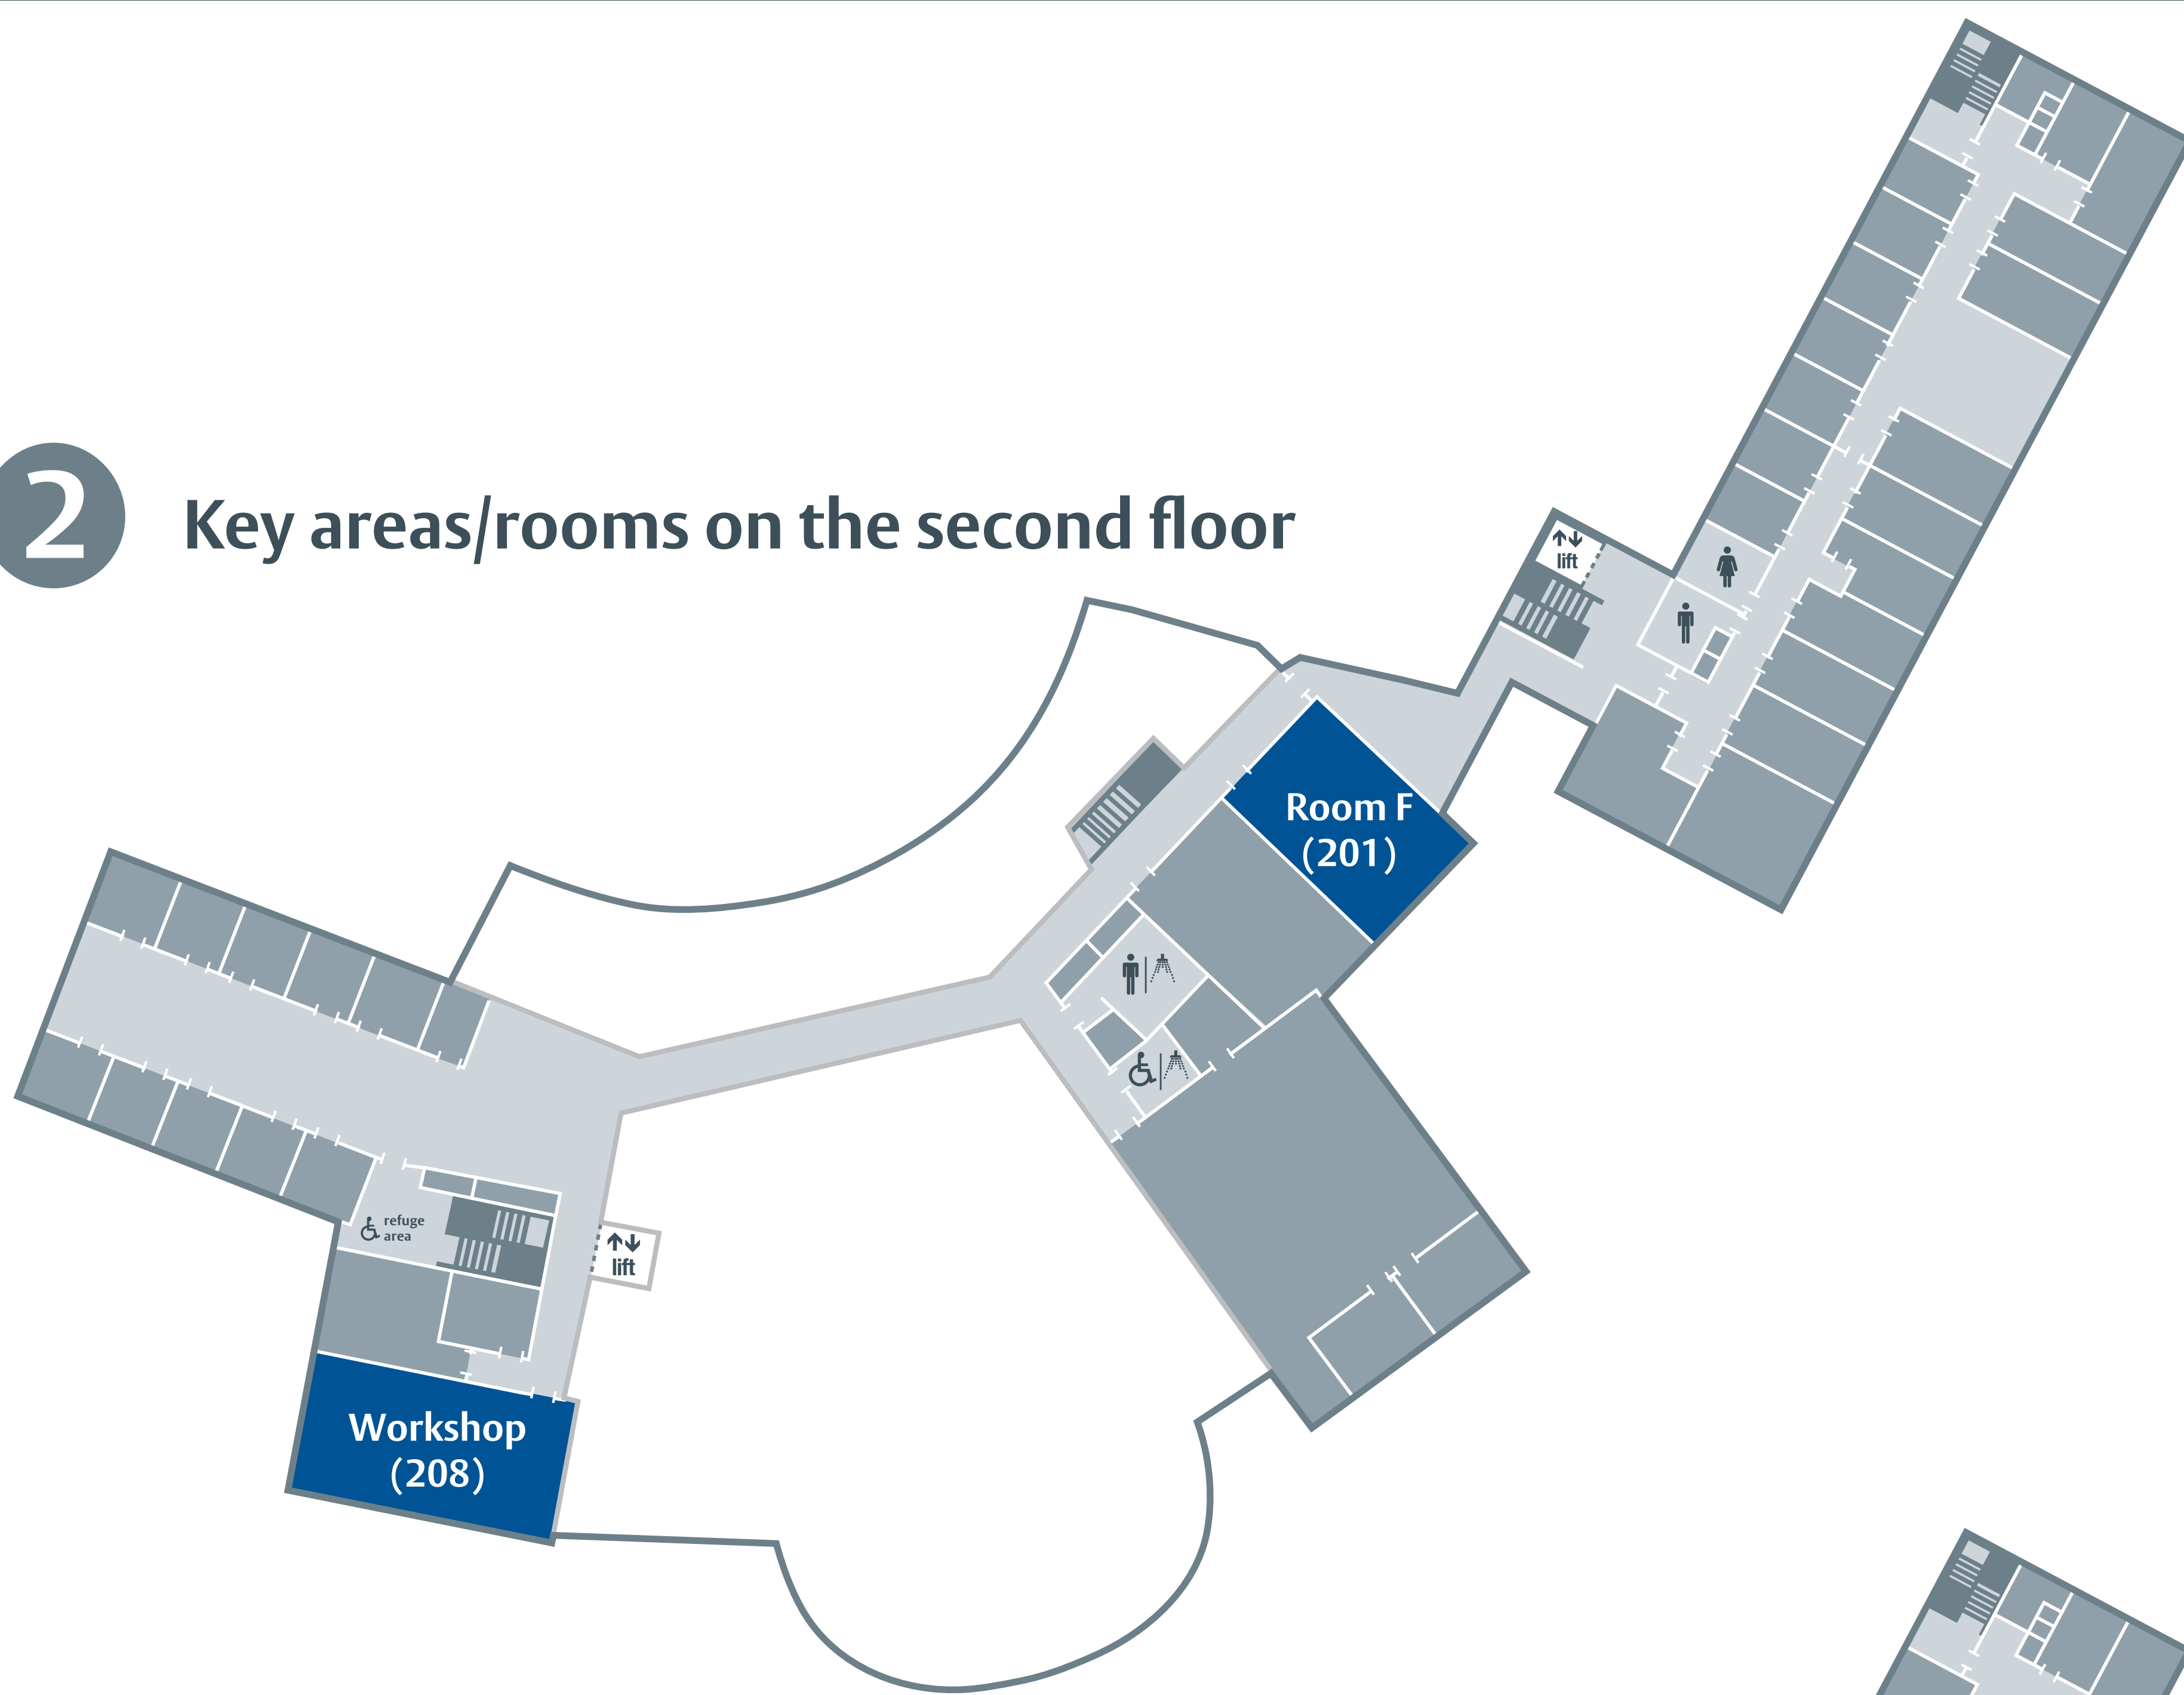 2
Key areas/rooms on the second floor
lift
Room F
(201)
refuge
area
lift
Workshop
(208)